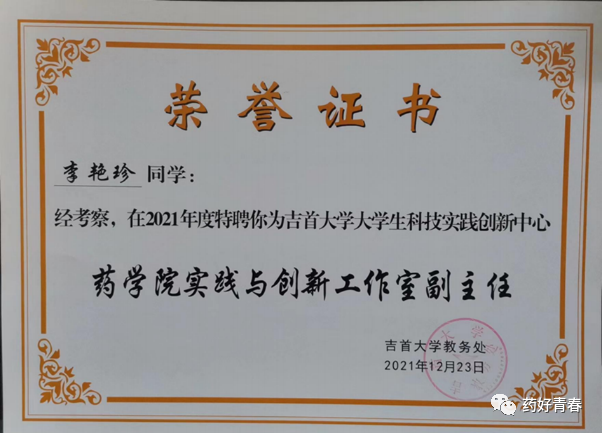 荣誉证书
李艳珍 同学：
经考察，在2021年度特聘你为吉首大学大学生科技实践创新中心
药学院实践与创新工作室副主任
吉首大学教务处
2021年12月23日
药好青春